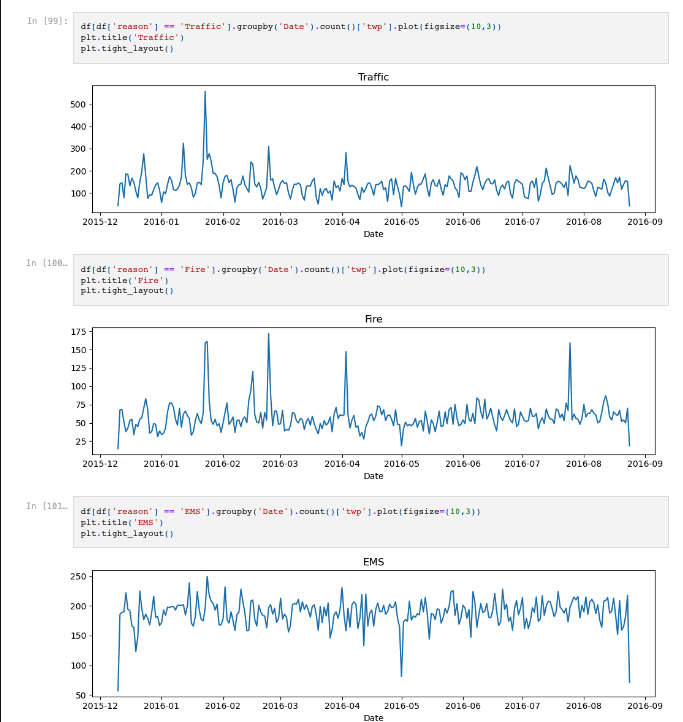 In [99]:
df[df['reason'] == 'Traffic'].groupby('Date').count()['twp'].plot(figsize=(10,3))
plt.title('Traffic')
plt.tight_layout()
Traffic
500
400
300
200
100
2015-12 2016-01 2016-02 2016-03 2016-04 2016-05 2016-06 2016-07 2016-08 2016-09
Date
In [100…
df[df['reason'] == 'Fire'].groupby('Date').count()['twp'].plot(figsize=(10,3))
plt.title('Fire')
plt.tight_layout()
Fire
175
150
125
100
75
50
25
2015-12 2016-01 2016-02 2016-03 2016-04 2016-05 2016-06 2016-07 2016-08 2016-09
Date
In [101…
df[df['reason'] == 'EMS'].groupby('Date').count()['twp'].plot(figsize=(10,3))
plt.title('EMS')
plt.tight_layout()
EMS
250
200
150
100
50
2015-12 2016-01 2016-02 2016-03 2016-04 2016-05 2016-06 2016-07 2016-08 2016-09
Date